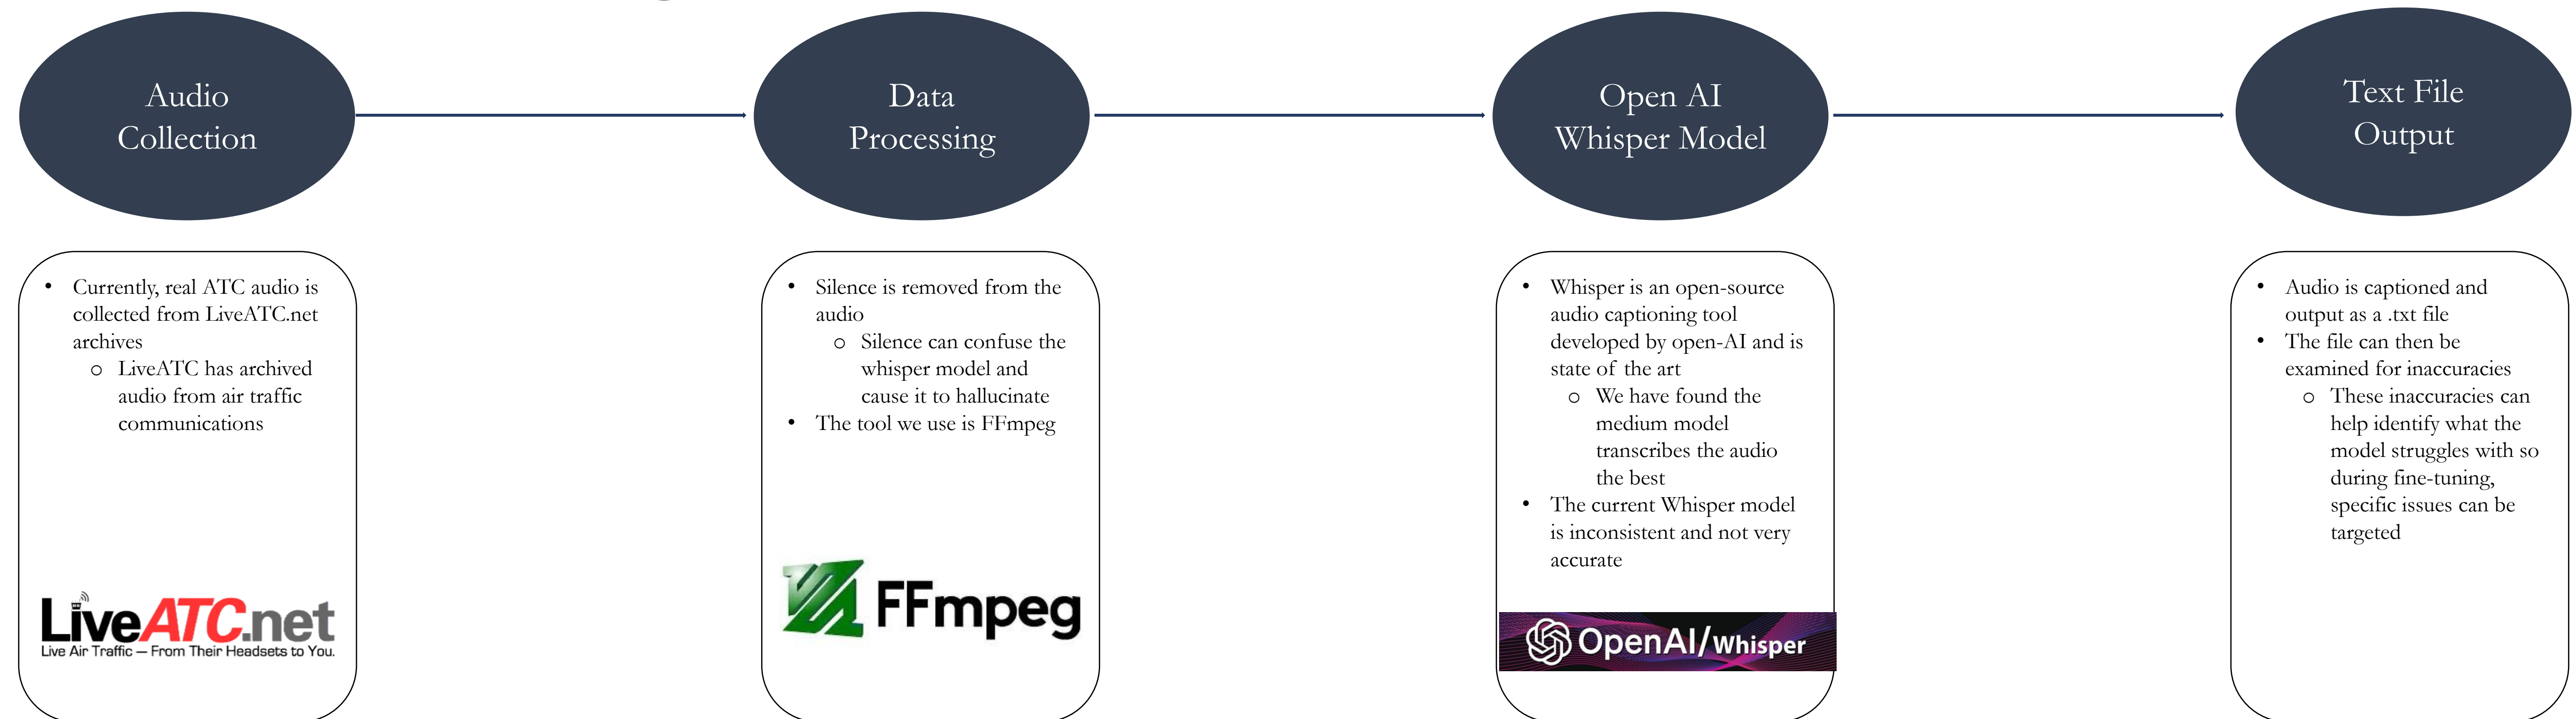 Audio
Collection
Data
Processing
Open AI
Whisper Model
Text File
Output
• Currently, real ATC audio is
collected from LiveATC.net
archives
o LiveATC has archived
audio from air traffic
communications
LiveATC.net
Live Air Traffic – From Their Headsets to You.
• Silence is removed from the
audio
o Silence can confuse the
whisper model and
cause it to hallucinate
• The tool we use is FFmpeg
FFmpeg
• Whisper is an open-source
audio captioning tool
developed by open-AI and is
state of the art
o We have found the
medium model
transcribes the audio
the best
• The current Whisper model
is inconsistent and not very
accurate
OpenAI/Whisper
• Audio is captioned and
output as a .txt file
• The file can then be
examined for inaccuracies
o These inaccuracies can
help identify what the
model struggles with so
during fine-tuning,
specific issues can be
targeted